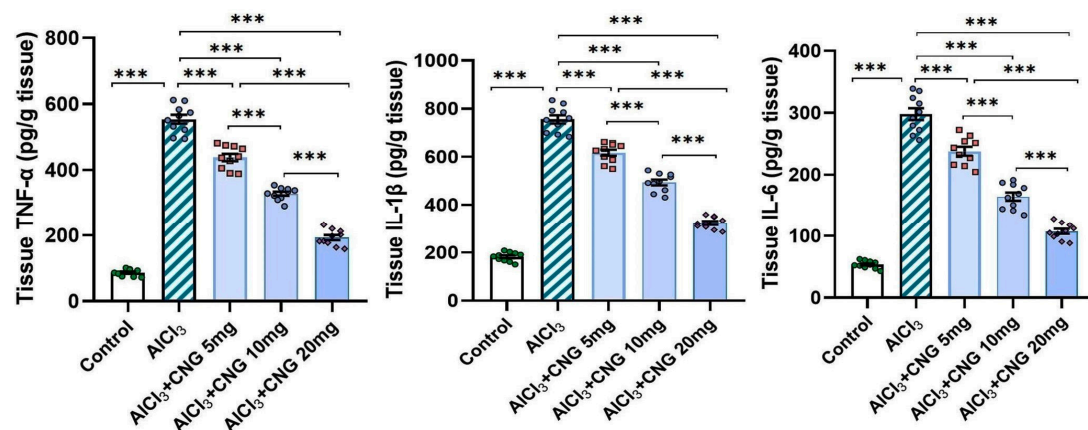 Tissue TNF-α (pg/g tissue)
800
600
400
200
0
***
***
***
***
***
***
***
Control
AlCl₃
AlCl₃+CNG 5mg
AlCl₃+CNG 10mg
AlCl₃+CNG 20mg
Tissue IL-1β (pg/g tissue)
1000
800
600
400
200
0
***
***
***
***
***
***
***
Control
AlCl₃
AlCl₃+CNG 5mg
AlCl₃+CNG 10mg
AlCl₃+CNG 20mg
Tissue IL-6 (pg/g tissue)
400
300
200
100
0
***
***
***
***
***
***
***
Control
AlCl₃
AlCl₃+CNG 5mg
AlCl₃+CNG 10mg
AlCl₃+CNG 20mg